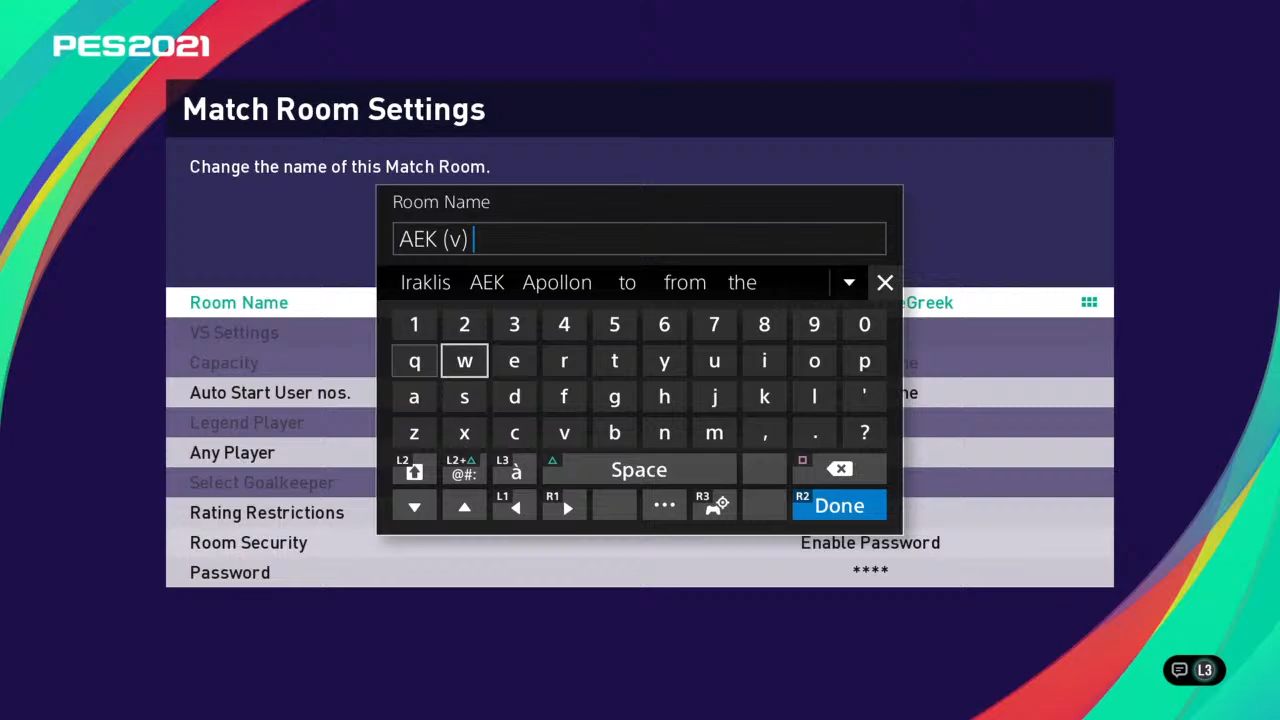 PES2021
Match Room Settings
Change the name of this Match Room.
Room Name
AEK (v)
Iraklis AEK Apollon to from the
Room Name Greek
VS Settings
Capacity
Auto Start User nos.
Legend Player
Any Player
Select Goalkeeper
Rating Restrictions
Room Security Enable Password
Password ****
1 2 3 4 5 6 7 8 9 0
q w e r t y u i o p
a s d f g h j k l '
z x c v b n m , . ?
L2 L2+△ @#: L3 à △ Space
L1 R1 ... R3 R2 Done
L3